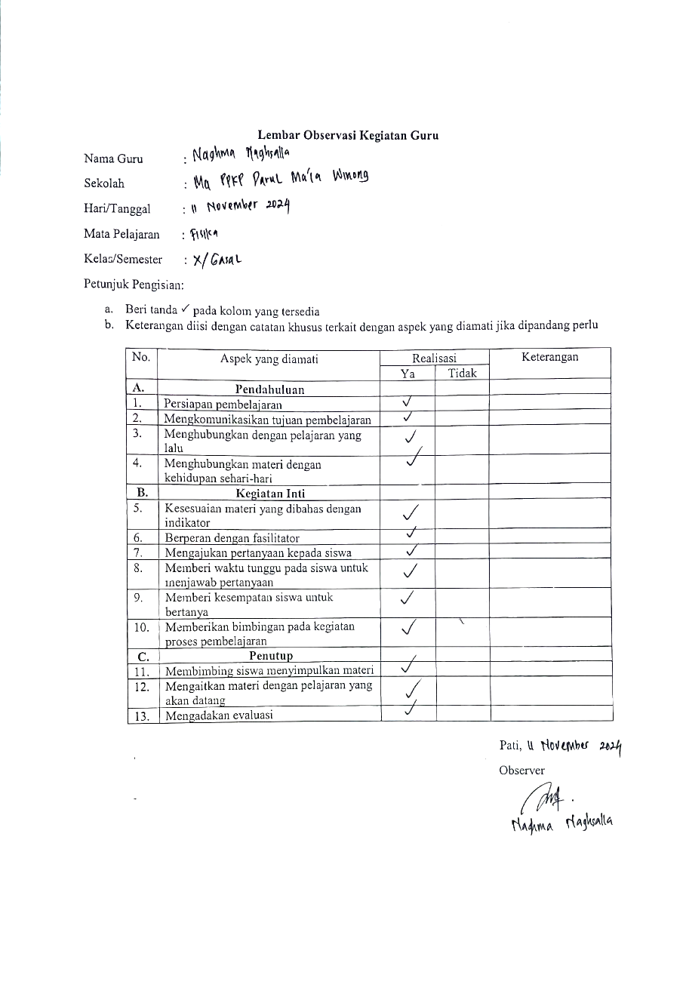 Lembar Observasi Kegiatan Guru
Nama Guru : Naghma Naghsalla
Sekolah : Ma PPKP Darul Ma'la Winong
Hari/Tanggal : 11 November 2024
Mata Pelajaran : Fisika
Kelas/Semester : X/Gasal
Petunjuk Pengisian:
a. Beri tanda ✓ pada kolom yang tersedia
b. Keterangan diisi dengan catatan khusus terkait dengan aspek yang diamati jika dipandang perlu
No. Aspek yang diamati Realisasi Keterangan
Ya Tidak
A. Pendahuluan
1. Persiapan pembelajaran ✓
2. Mengkomunikasikan tujuan pembelajaran ✓
3. Menghubungkan dengan pelajaran yang ✓
lalu
4. Menghubungkan materi dengan ✓
kehidupan sehari-hari
B. Kegiatan Inti
5. Kesesuaian materi yang dibahas dengan ✓
indikator
6. Berperan dengan fasilitator ✓
7. Mengajukan pertanyaan kepada siswa ✓
8. Memberi waktu tunggu pada siswa untuk ✓
menjawab pertanyaan
9. Memberi kesempatan siswa untuk ✓
bertanya
10. Memberikan bimbingan pada kegiatan ✓
proses pembelajaran
C. Penutup
11. Membimbing siswa menyimpulkan materi ✓
12. Mengaitkan materi dengan pelajaran yang ✓
akan datang
13. Mengadakan evaluasi ✓
Pati, 11 November 2024
Observer
Naghma Naghsalla